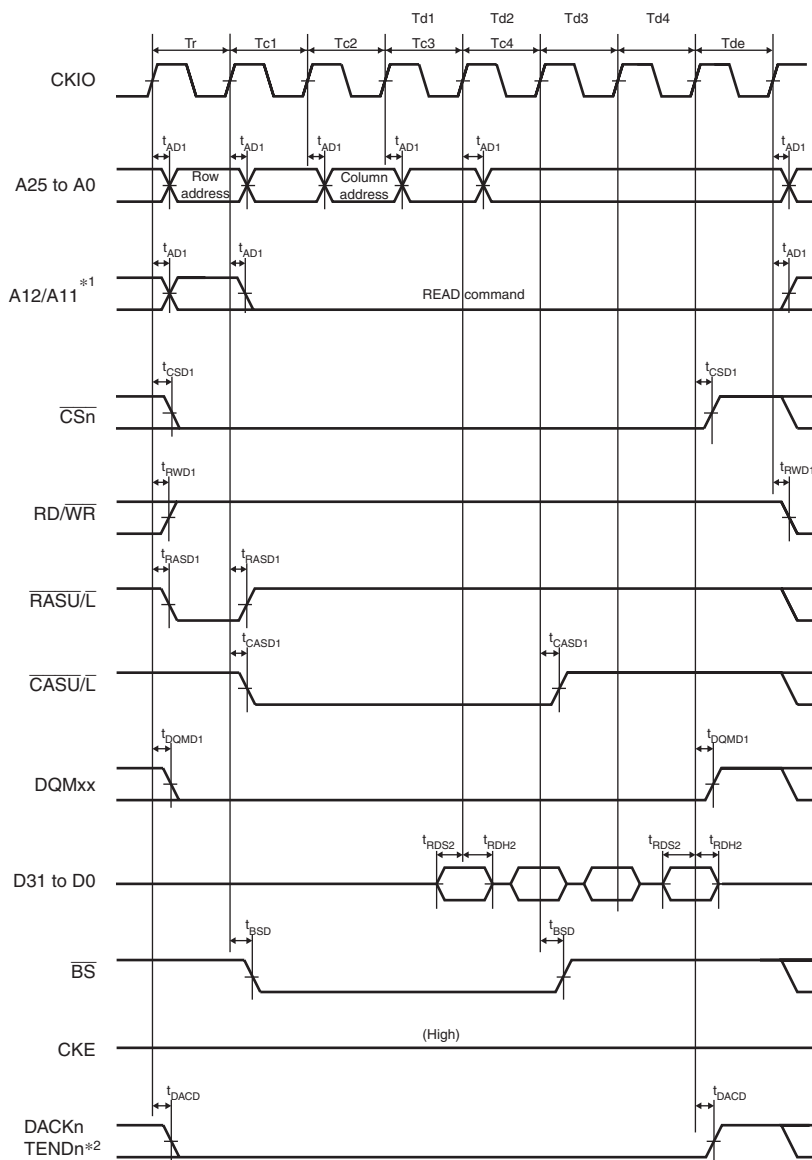 Td1 Td2 Td3 Td4
Tr Tc1 Tc2 Tc3 Tc4 Tde
CKIO
tAD1 tAD1 tAD1 tAD1 tAD1 tAD1
A25 to A0
Row
address
Column
address
tAD1 tAD1 tAD1
A12/A11*1
READ command
tCSD1 tCSD1
CSn
tRWD1 tRWD1
RD/WR
tRASD1 tRASD1
RASU/L
tCASD1 tCASD1
CASU/L
tDQMD1 tDQMD1
DQMxx
tRDS2 tRDH2 tRDS2 tRDH2
D31 to D0
tBSD tBSD
BS
(High)
CKE
tDACD tDACD
DACKn
TENDn*2